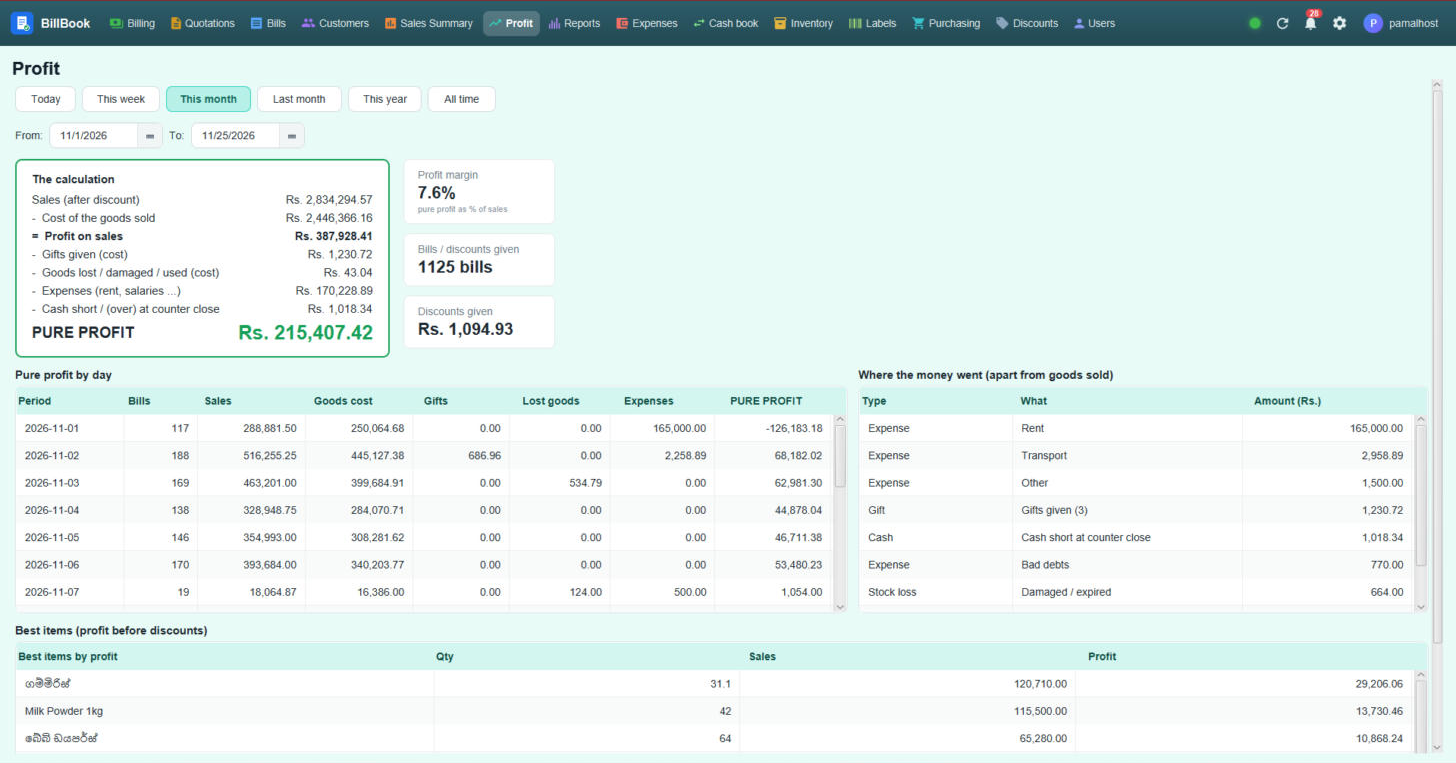 BillBook Billing Quotations Bills Customers Sales Summary Profit Reports Expenses Cash book Inventory Labels Purchasing Discounts Users 28 P pamalhost
Profit
Today This week This month Last month This year All time
From: 11/1/2026 To: 11/25/2026
The calculation
Sales (after discount) Rs. 2,834,294.57
- Cost of the goods sold Rs. 2,446,366.16
= Profit on sales Rs. 387,928.41
- Gifts given (cost) Rs. 1,230.72
- Goods lost / damaged / used (cost) Rs. 43.04
- Expenses (rent, salaries ...) Rs. 170,228.89
- Cash short / (over) at counter close Rs. 1,018.34
PURE PROFIT Rs. 215,407.42
Profit margin
7.6%
pure profit as % of sales
Bills / discounts given
1125 bills
Discounts given
Rs. 1,094.93
Pure profit by day
Period Bills Sales Goods cost Gifts Lost goods Expenses PURE PROFIT
2026-11-01 117 288,881.50 250,064.68 0.00 0.00 165,000.00 -126,183.18
2026-11-02 188 516,255.25 445,127.38 686.96 0.00 2,258.89 68,182.02
2026-11-03 169 463,201.00 399,684.91 0.00 534.79 0.00 62,981.30
2026-11-04 138 328,948.75 284,070.71 0.00 0.00 0.00 44,878.04
2026-11-05 146 354,993.00 308,281.62 0.00 0.00 0.00 46,711.38
2026-11-06 170 393,684.00 340,203.77 0.00 0.00 0.00 53,480.23
2026-11-07 19 18,064.87 16,386.00 0.00 124.00 500.00 1,054.00
Where the money went (apart from goods sold)
Type What Amount (Rs.)
Expense Rent 165,000.00
Expense Transport 2,958.89
Expense Other 1,500.00
Gift Gifts given (3) 1,230.72
Cash Cash short at counter close 1,018.34
Expense Bad debts 770.00
Stock loss Damaged / expired 664.00
Best items (profit before discounts)
Best items by profit Qty Sales Profit
ගම්මිරිස් 31.1 120,710.00 29,206.06
Milk Powder 1kg 42 115,500.00 13,730.46
බේබි ඩයපර්ස් 64 65,280.00 10,868.24